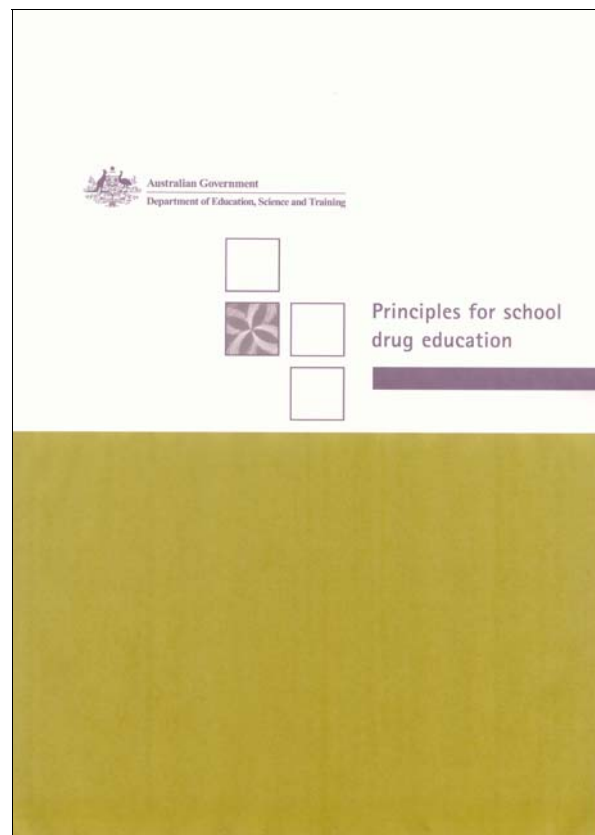 Australian Government
Department of Education, Science and Training
Principles for school
drug education